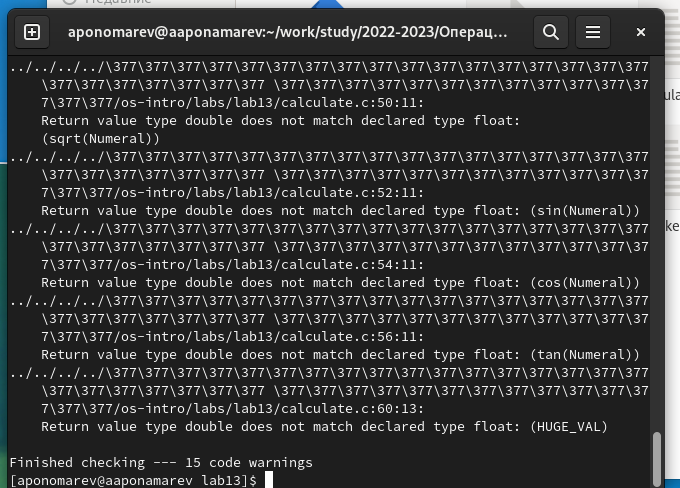 Недавние
aponomarev@aaponamarev:~/work/study/2022-2023/Операц...
../../../../\377\377\377\377\377\377\377\377\377\377\377\377\377\377\377\377\377
\377\377\377\377\377\377\377 \377\377\377\377\377\377\377\377\377\377\377\37
7\377\377/os-intro/labs/lab13/calculate.c:50:11:
Return value type double does not match declared type float:
(sqrt(Numeral))
../../../../\377\377\377\377\377\377\377\377\377\377\377\377\377\377\377\377\377
\377\377\377\377\377\377\377 \377\377\377\377\377\377\377\377\377\377\377\37
7\377\377/os-intro/labs/lab13/calculate.c:52:11:
Return value type double does not match declared type float: (sin(Numeral))
../../../../\377\377\377\377\377\377\377\377\377\377\377\377\377\377\377\377\377
\377\377\377\377\377\377\377 \377\377\377\377\377\377\377\377\377\377\377\37
7\377\377/os-intro/labs/lab13/calculate.c:54:11:
Return value type double does not match declared type float: (cos(Numeral))
../../../../\377\377\377\377\377\377\377\377\377\377\377\377\377\377\377\377\377
\377\377\377\377\377\377\377 \377\377\377\377\377\377\377\377\377\377\377\37
7\377\377/os-intro/labs/lab13/calculate.c:56:11:
Return value type double does not match declared type float: (tan(Numeral))
../../../../\377\377\377\377\377\377\377\377\377\377\377\377\377\377\377\377\377
\377\377\377\377\377\377\377 \377\377\377\377\377\377\377\377\377\377\377\37
7\377\377/os-intro/labs/lab13/calculate.c:60:13:
Return value type double does not match declared type float: (HUGE_VAL)
Finished checking --- 15 code warnings
[aponomarev@aaponamarev lab13]$
ula
ke